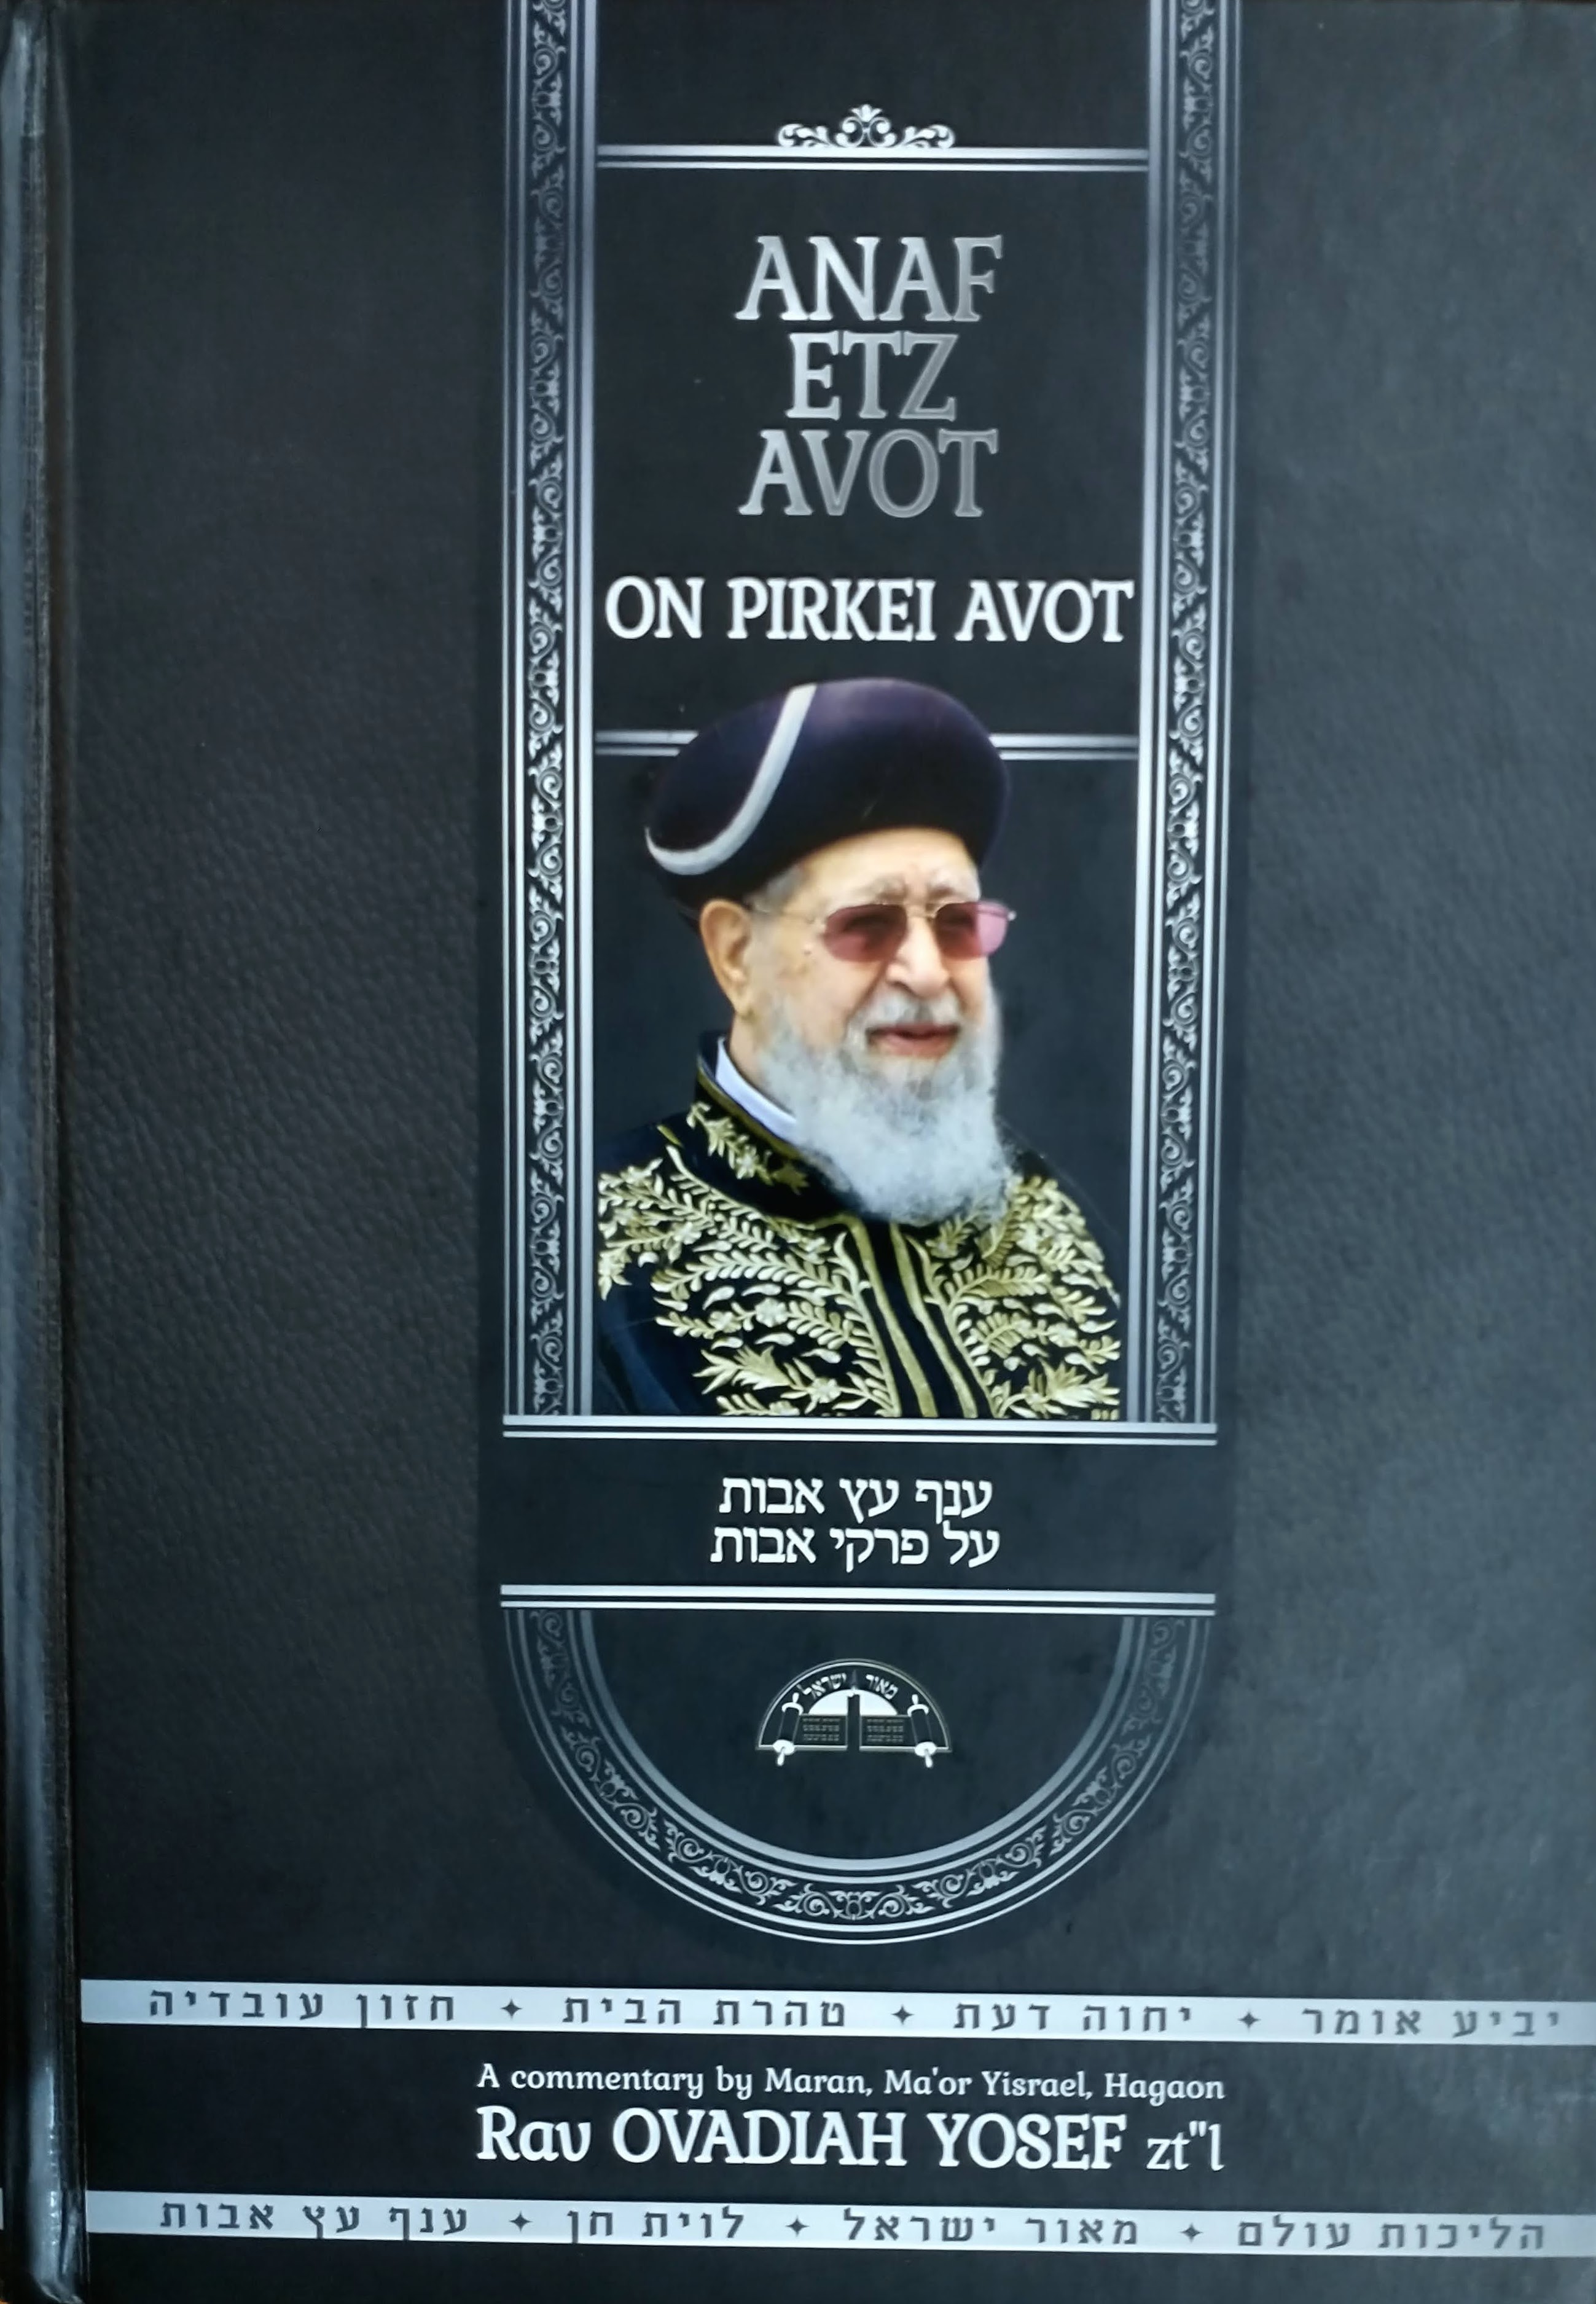 ANAF
ETZ
AVOT
ON PIRKEI AVOT
ענף עץ אבות
על פרקי אבות
מאור ישראל
יביע אומר ✦ יחוה דעת ✦ טהרת הבית ✦ חזון עובדיה
A commentary by Maran, Ma'or Yisrael, Hagaon
Rav OVADIAH YOSEF zt"l
הליכות עולם ✦ מאור ישראל ✦ לוית חן ✦ ענף עץ אבות